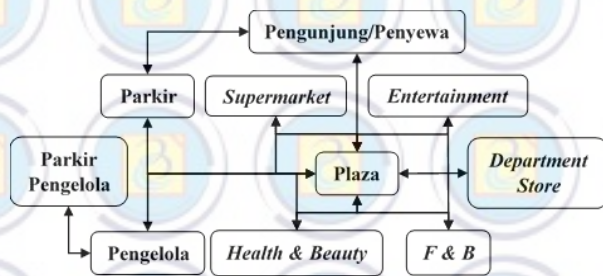 Pengunjung/Penyewa
Parkir
Supermarket
Entertainment
Parkir
Pengelola
Plaza
Department
Store
Pengelola
Health & Beauty
F & B